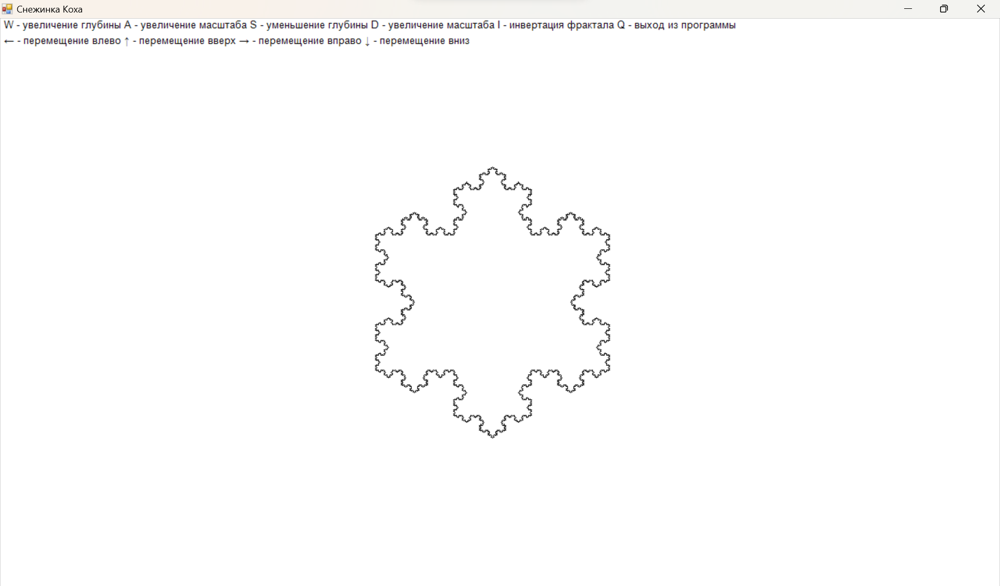 Снежинка Коха
W - увеличение глубины A - увеличение масштаба S - уменьшение глубины D - увеличение масштаба I - инвертация фрактала Q - выход из программы
← - перемещение влево ↑ - перемещение вверх → - перемещение вправо ↓ - перемещение вниз